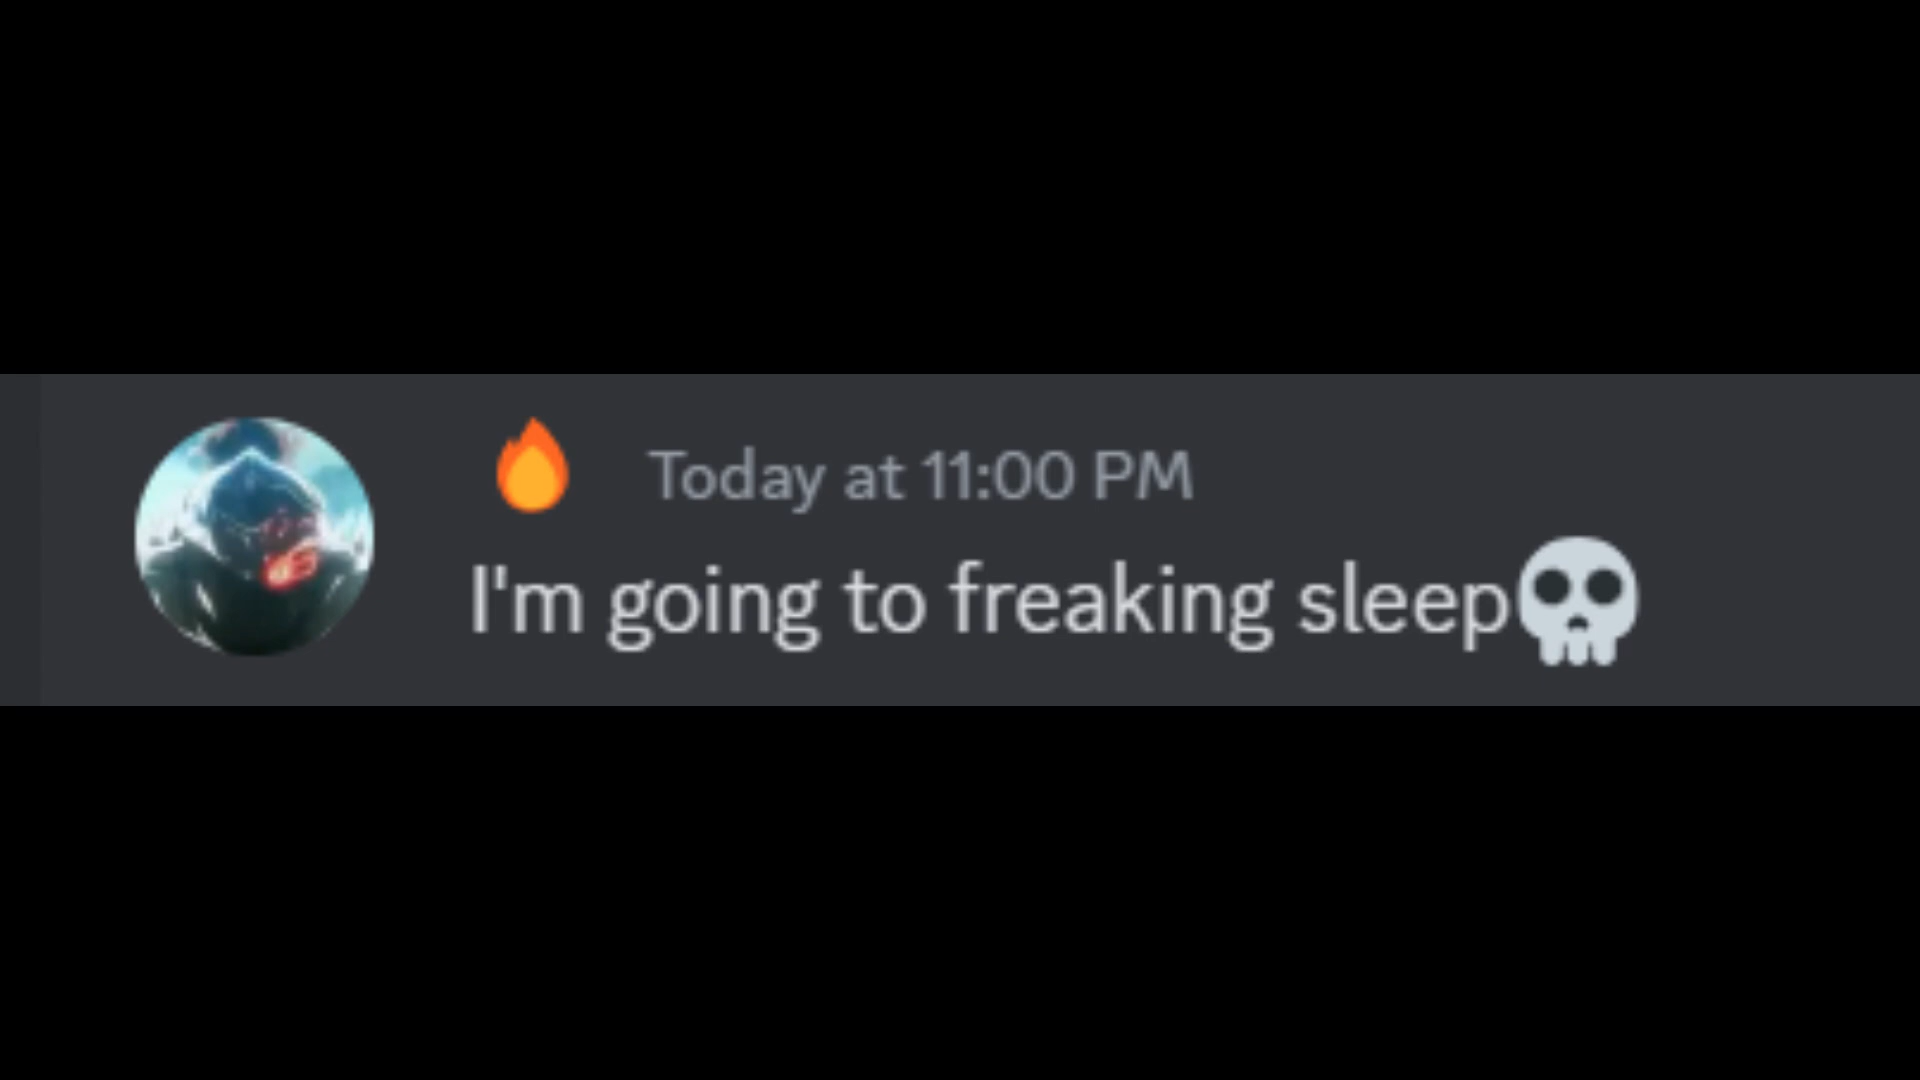 🔥 Today at 11:00 PM
I'm going to freaking sleep💀